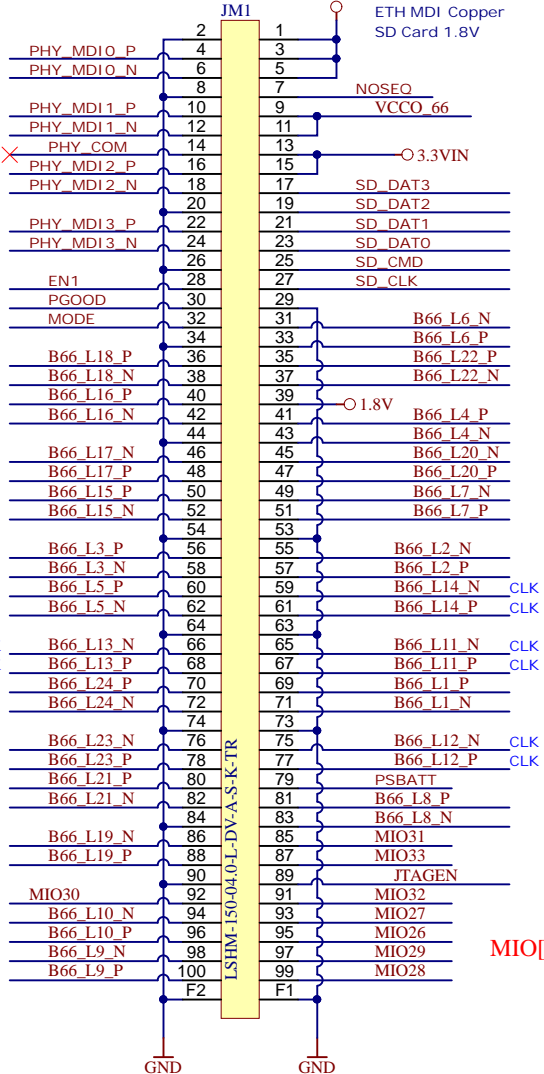 JM1
ETH MDI Copper
SD Card 1.8V
2 1
PHY_MDI0_P 4 3
PHY_MDI0_N 6 5
8 7 NOSEQ
PHY_MDI1_P 10 9 VCCO_66
PHY_MDI1_N 12 11
PHY_COM 14 13 3.3VIN
PHY_MDI2_P 16 15
PHY_MDI2_N 18 17 SD_DAT3
20 19 SD_DAT2
PHY_MDI3_P 22 21 SD_DAT1
PHY_MDI3_N 24 23 SD_DAT0
26 25 SD_CMD
EN1 28 27 SD_CLK
PGOOD 30 29
MODE 32 31 B66_L6_N
34 33 B66_L6_P
B66_L18_P 36 35 B66_L22_P
B66_L18_N 38 37 B66_L22_N
B66_L16_P 40 39 1.8V
B66_L16_N 42 41 B66_L4_P
44 43 B66_L4_N
B66_L17_N 46 45 B66_L20_N
B66_L17_P 48 47 B66_L20_P
B66_L15_P 50 49 B66_L7_N
B66_L15_N 52 51 B66_L7_P
54 53
B66_L3_P 56 55 B66_L2_N
B66_L3_N 58 57 B66_L2_P
B66_L5_P 60 59 B66_L14_N CLK
B66_L5_N 62 61 B66_L14_P CLK
64 63
B66_L13_N 66 65 B66_L11_N CLK
B66_L13_P 68 67 B66_L11_P CLK
B66_L24_P 70 69 B66_L1_P
B66_L24_N 72 71 B66_L1_N
74 73
B66_L23_N 76 75 B66_L12_N CLK
B66_L23_P 78 77 B66_L12_P CLK
B66_L21_P 80 79 PSBATT
B66_L21_N 82 81 B66_L8_P
84 83 B66_L8_N
B66_L19_N 86 85 MIO31
B66_L19_P 88 87 MIO33
90 89 JTAGEN
MIO30 92 91 MIO32
B66_L10_N 94 93 MIO27
B66_L10_P 96 95 MIO26
B66_L9_N 98 97 MIO29
B66_L9_P 100 99 MIO28
F2 F1
LSHM-150-04.0-L-DV-A-S-K-TR
MIO[
GND GND